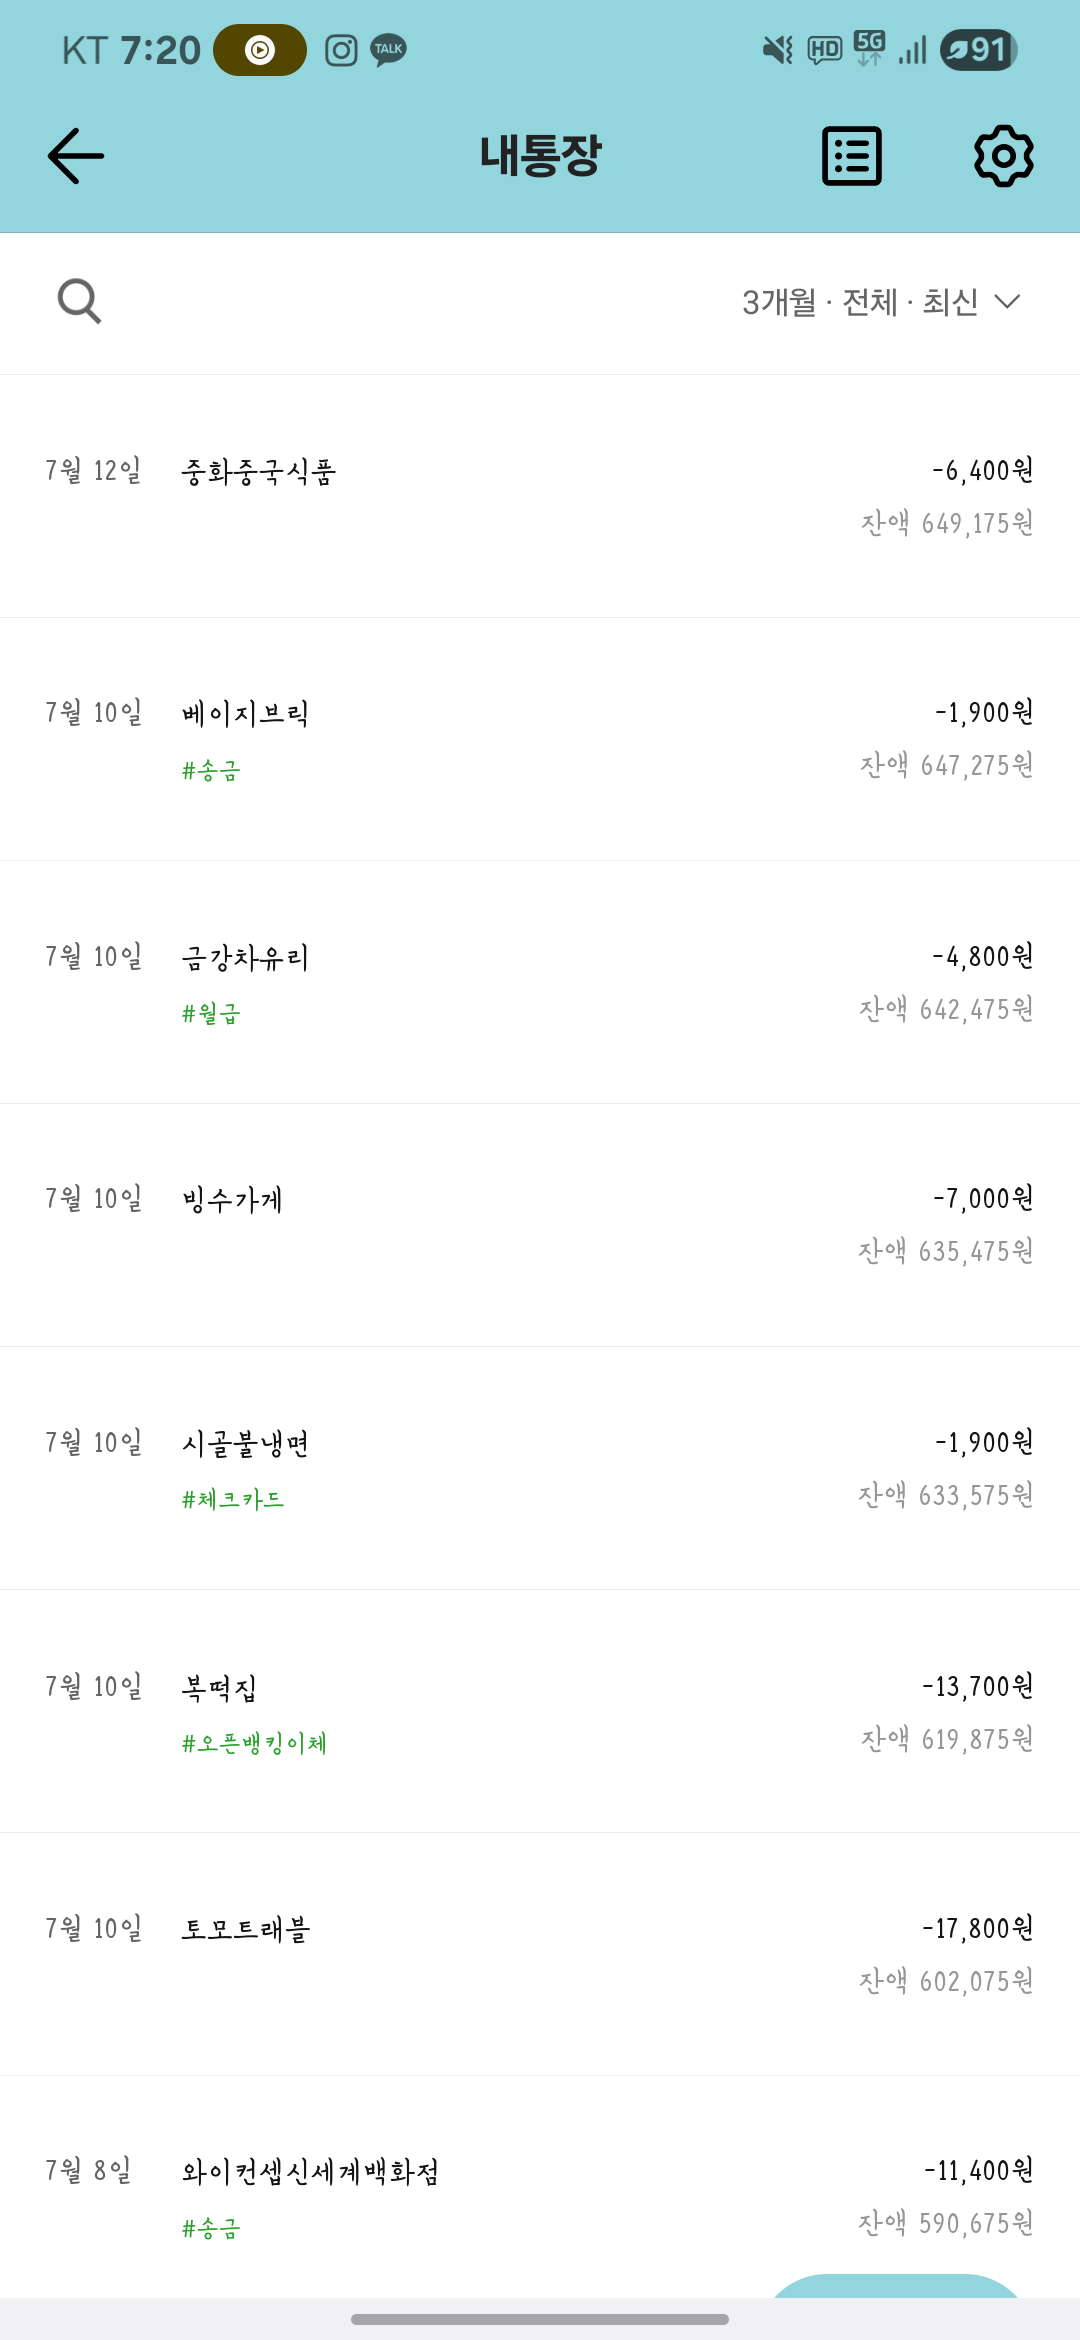 KT 7:20 TALK HD 5G 91
내통장
3개월 · 전체 · 최신
7월 12일 중화중국식품 -6,400원
잔액 649,175원
7월 10일 베이지브릭 -1,900원
#송금 잔액 647,275원
7월 10일 금강차유리 -4,800원
#월급 잔액 642,475원
7월 10일 빙수가게 -7,000원
잔액 635,475원
7월 10일 시골불냉면 -1,900원
#체크카드 잔액 633,575원
7월 10일 복떡집 -13,700원
#오픈뱅킹이체 잔액 619,875원
7월 10일 토모트래블 -17,800원
잔액 602,075원
7월 8일 와이컨셉신세계백화점 -11,400원
#송금 잔액 590,675원